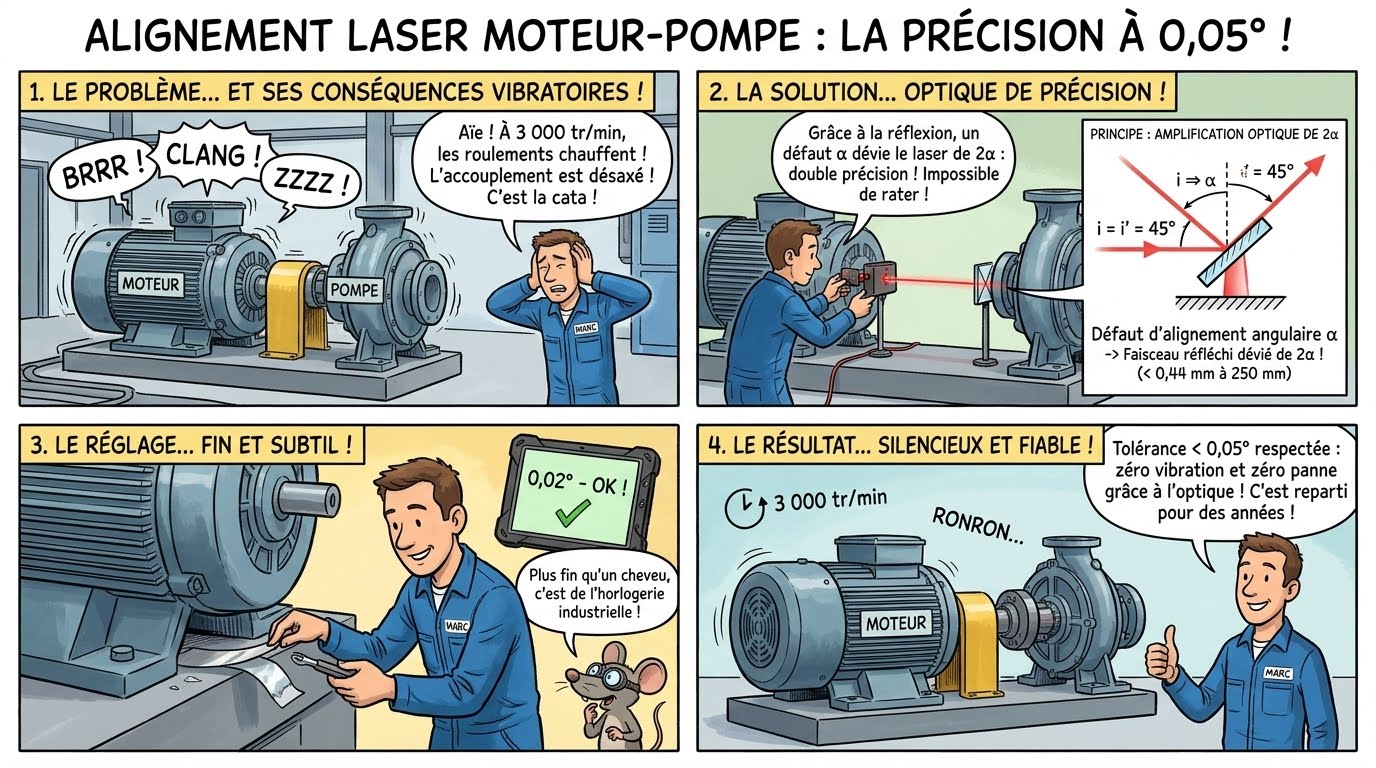 ALIGNEMENT LASER MOTEUR-POMPE : LA PRÉCISION À 0,05° !
1. LE PROBLÈME... ET SES CONSÉQUENCES VIBRATOIRES !
BRRR !
CLANG !
ZZZZ !
Aïe ! À 3 000 tr/min,
les roulements chauffent !
L'accouplement est désaxé !
C'est la cata !
MOTEUR
POMPE
2. LA SOLUTION... OPTIQUE DE PRÉCISION !
Grâce à la réflexion, un
défaut α dévie le laser de 2α :
double précision ! Impossible
de rater !
PRINCIPE : AMPLIFICATION OPTIQUE DE 2α
i ⇒ α
= 45°
i = i' = 45°
Défaut d'alignement angulaire α
-> Faisceau réfléchi dévié de 2α !
(< 0,44 mm à 250 mm)
3. LE RÉGLAGE... FIN ET SUBTIL !
0,02° - OK !
MARC
Plus fin qu'un cheveu,
c'est de l'horlogerie
industrielle !
4. LE RÉSULTAT... SILENCIEUX ET FIABLE !
3 000 tr/min
RONRON...
Tolérance < 0,05° respectée :
zéro vibration et zéro panne
grâce à l'optique ! C'est reparti
pour des années !
MOTEUR
MARC